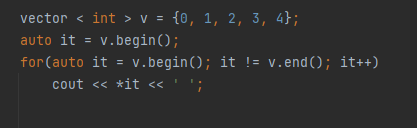 vector < int > v = {0, 1, 2, 3, 4};
auto it = v.begin();
for(auto it = v.begin(); it != v.end(); it++)
    cout << *it << ' ';